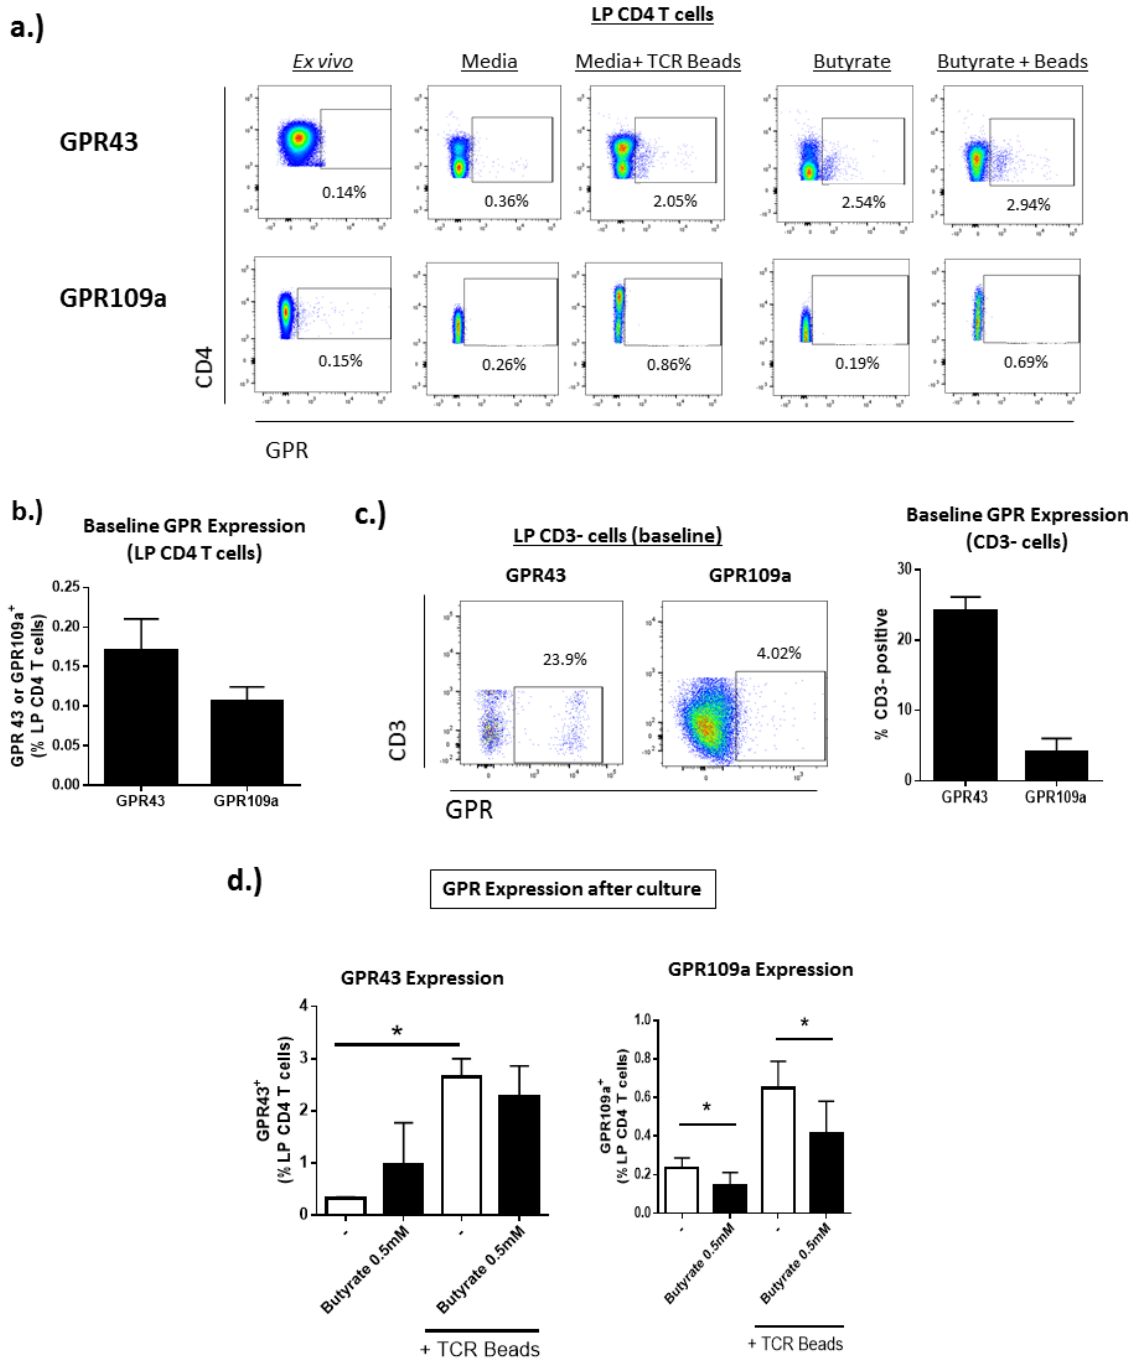 a.)
LP CD4 T cells
Ex vivo
Media
Media+ TCR Beads
Butyrate
Butyrate + Beads
GPR43
0.14%
0.36%
2.05%
2.54%
2.94%
GPR109a
0.15%
0.26%
0.86%
0.19%
0.69%
CD4
GPR
b.)
Baseline GPR Expression
(LP CD4 T cells)
GPR 43 or GPR109a+
(% LP CD4 T cells)
0.25
0.20
0.15
0.10
0.05
0.00
GPR43
GPR109a
c.)
LP CD3- cells (baseline)
GPR43
GPR109a
23.9%
4.02%
CD3
GPR
Baseline GPR Expression
(CD3- cells)
% CD3- positive
30
20
10
0
GPR43
GPR109a
d.)
GPR Expression after culture
GPR43 Expression
GPR43+
(% LP CD4 T cells)
4
3
2
1
0
*
-
Butyrate 0.5mM
-
Butyrate 0.5mM
+ TCR Beads
GPR109a Expression
GPR109a+
(% LP CD4 T cells)
1.0
0.8
0.6
0.4
0.2
0.0
*
*
-
Butyrate 0.5mM
-
Butyrate 0.5mM
+ TCR Beads